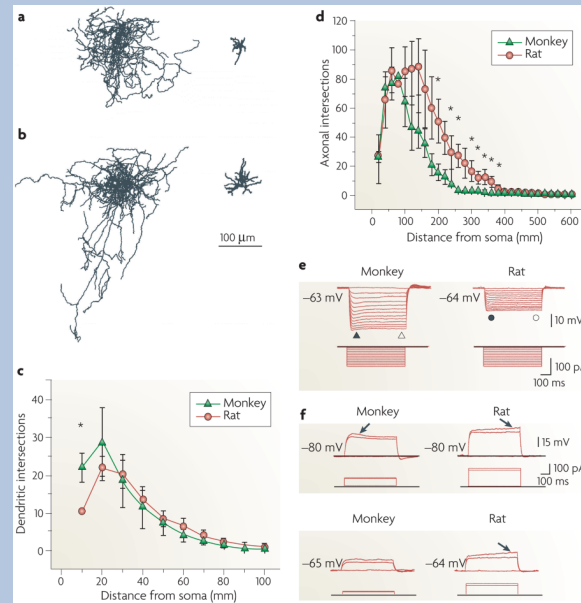 a
b
100 μm
c
Monkey
Rat
*
Dendritic intersections
40
30
20
10
0
0
20
40
60
80
100
Distance from soma (mm)
d
Monkey
Rat
Axonal intersections
120
100
80
60
40
20
0
* * * * * * *
0
100
200
300
400
500
600
Distance from soma (mm)
e
Monkey
Rat
–63 mV
–64 mV
10 mV
100 pA
100 ms
f
Monkey
Rat
–80 mV
–80 mV
15 mV
100 pA
100 ms
Monkey
Rat
–65 mV
–64 mV